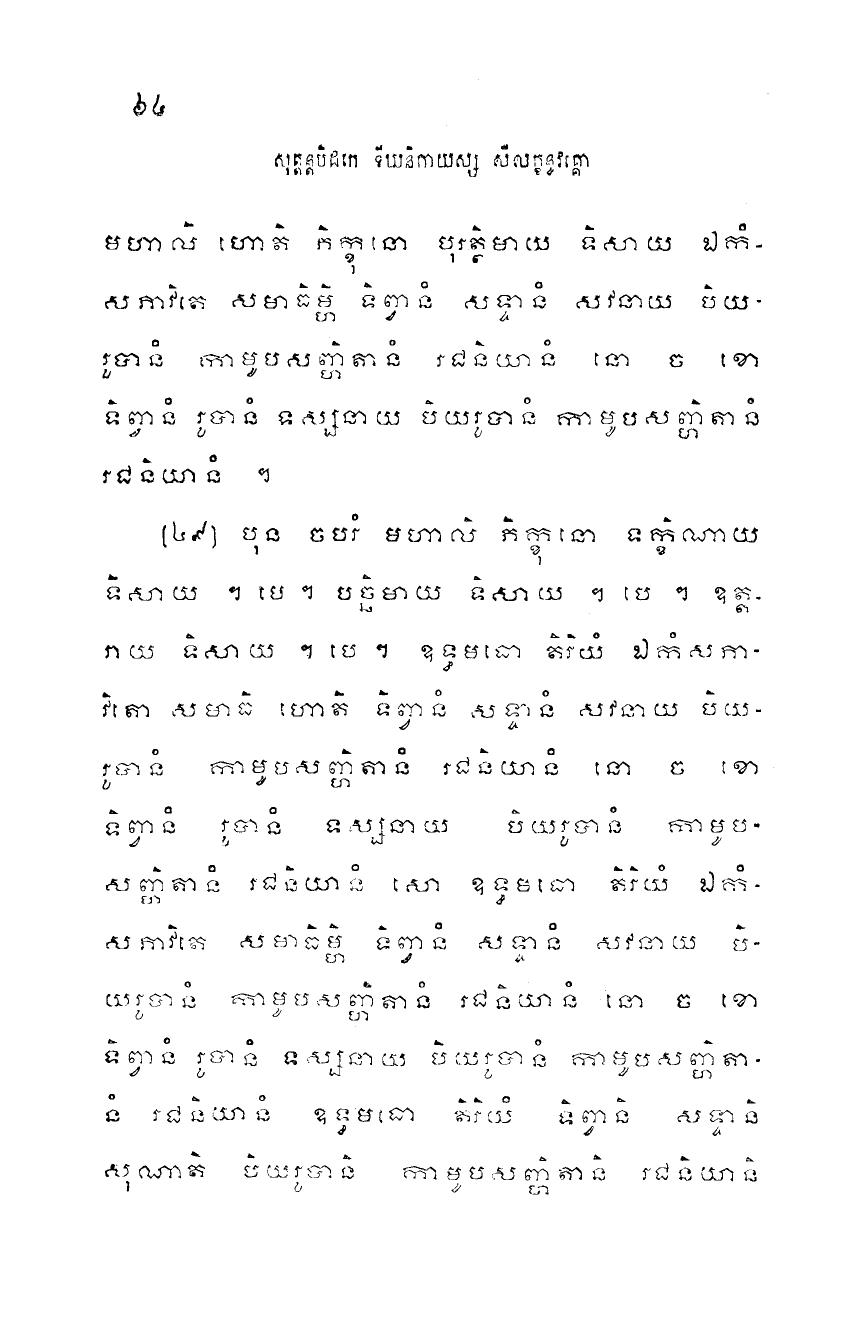 ៦៤
សុត្តន្តបិដកេ ទីឃនិកាយស្ស សីលក្ខន្ធវគ្គោ
មហាលិ ហោតិ ភិក្ខុនោ បុរត្ថិមាយ ទិសាយ ឯកំ-
សភាវិតេ សមាធិម្ហិ ទិព្វានំ សទ្ទានំ សវនាយ បិយ-
រូបានំ កាមូបសញ្ហិតានំ រជនិយានំ នោ ច ខោ
ទិព្វានំ រូបានំ ទស្សនាយ បិយរូបានំ កាមូបសញ្ហិតានំ
រជនិយានំ ។
(៤៩) បុន ចបរំ មហាលិ ភិក្ខុនោ ទក្ខិណាយ
ទិសាយ ។ បេ ។ បច្ឆិមាយ ទិសាយ ។ បេ ។ ឧត្ត-
រាយ ទិសាយ ។ បេ ។ ឧទ្ធមធោ តិរិយំ ឯកំសភា-
វិតោ សមាធិ ហោតិ ទិព្វានំ សទ្ទានំ សវនាយ បិយ-
រូបានំ កាមូបសញ្ហិតានំ រជនិយានំ នោ ច ខោ
ទិព្វានំ រូបានំ ទស្សនាយ បិយរូបានំ កាមូប-
សញ្ហិតានំ រជនិយានំ សោ ឧទ្ធមធោ តិរិយំ ឯកំ-
សភាវិតេ សមាធិម្ហិ ទិព្វានំ សទ្ទានំ សវនាយ បិ-
យរូបានំ កាមូបសញ្ហិតានំ រជនិយានំ នោ ច ខោ
ទិព្វានំ រូបានំ ទស្សនាយ បិយរូបានំ កាមូបសញ្ហិតា-
នំ រជនិយានំ ឧទ្ធមធោ តិរិយំ ទិព្វានិ សទ្ទានិ
សុណាតិ បិយរូបានិ កាមូបសញ្ហិតានិ រជនិយានិ